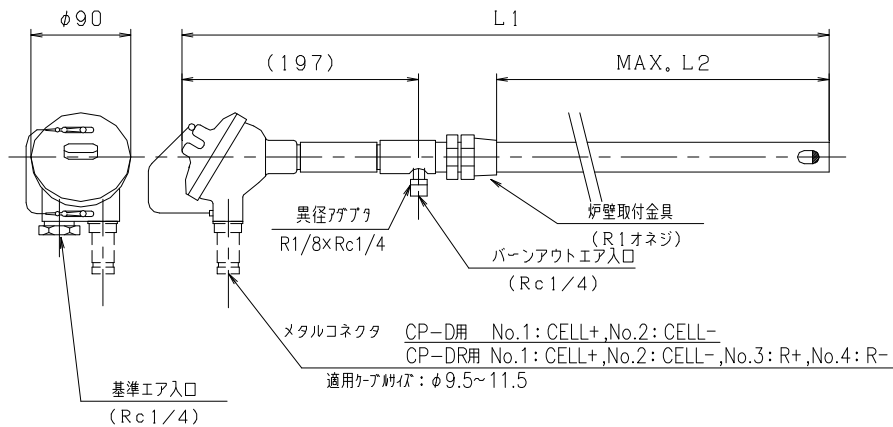 φ90
L1
(197)
MAX。L2
異径アダプタ
R1/8×Rc1/4
炉壁取付金具
(R1オネジ)
バーンアウトエア入口
(Rc1/4)
メタルコネクタ
CP−D用 No.1:CELL+,No.2:CELL−
CP−DR用 No.1:CELL+,No.2:CELL−,No.3:R+,No.4:R−
適用ケーブルサイズ:φ9.5~11.5
基準エア入口
(Rc1/4)